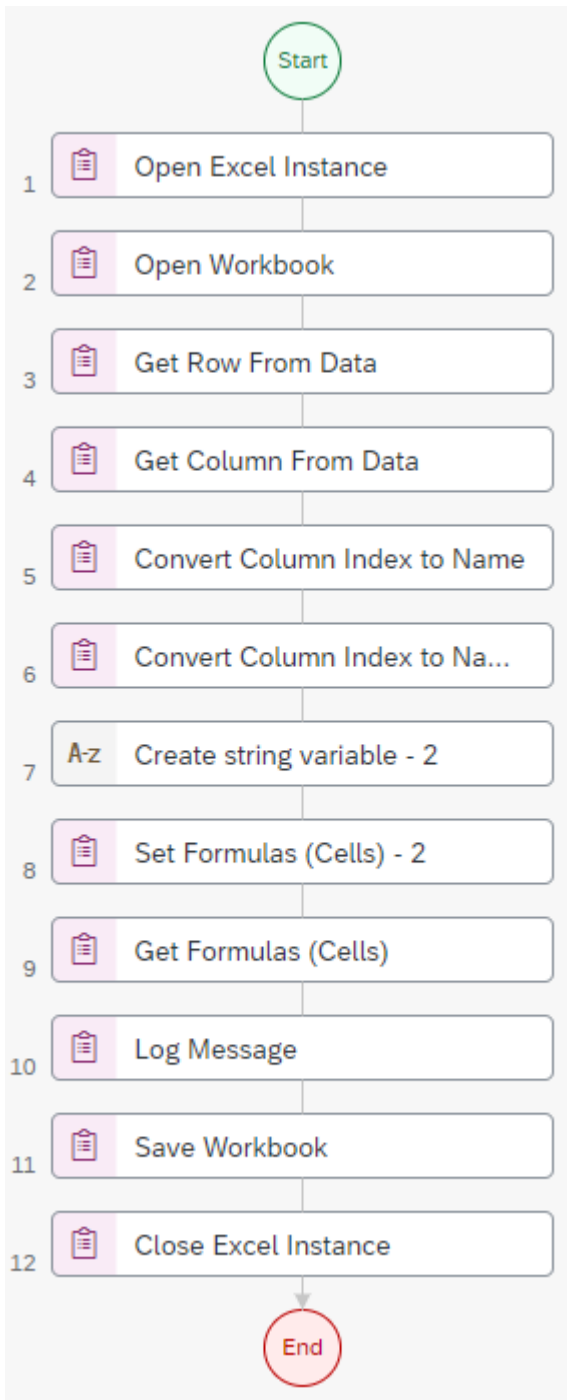 Start
1 Open Excel Instance
2 Open Workbook
3 Get Row From Data
4 Get Column From Data
5 Convert Column Index to Name
6 Convert Column Index to Na...
7 A-z Create string variable - 2
8 Set Formulas (Cells) - 2
9 Get Formulas (Cells)
10 Log Message
11 Save Workbook
12 Close Excel Instance
End